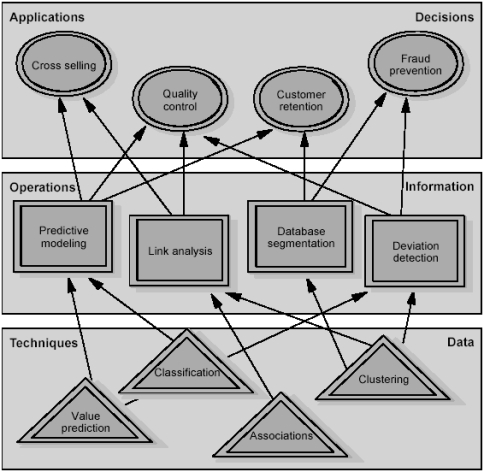 Applications
Decisions
Cross selling
Quality
control
Customer
retention
Fraud
prevention
Operations
Information
Predictive
modeling
Link analysis
Database
segmentation
Deviation
detection
Techniques
Data
Value
prediction
Classification
Associations
Clustering